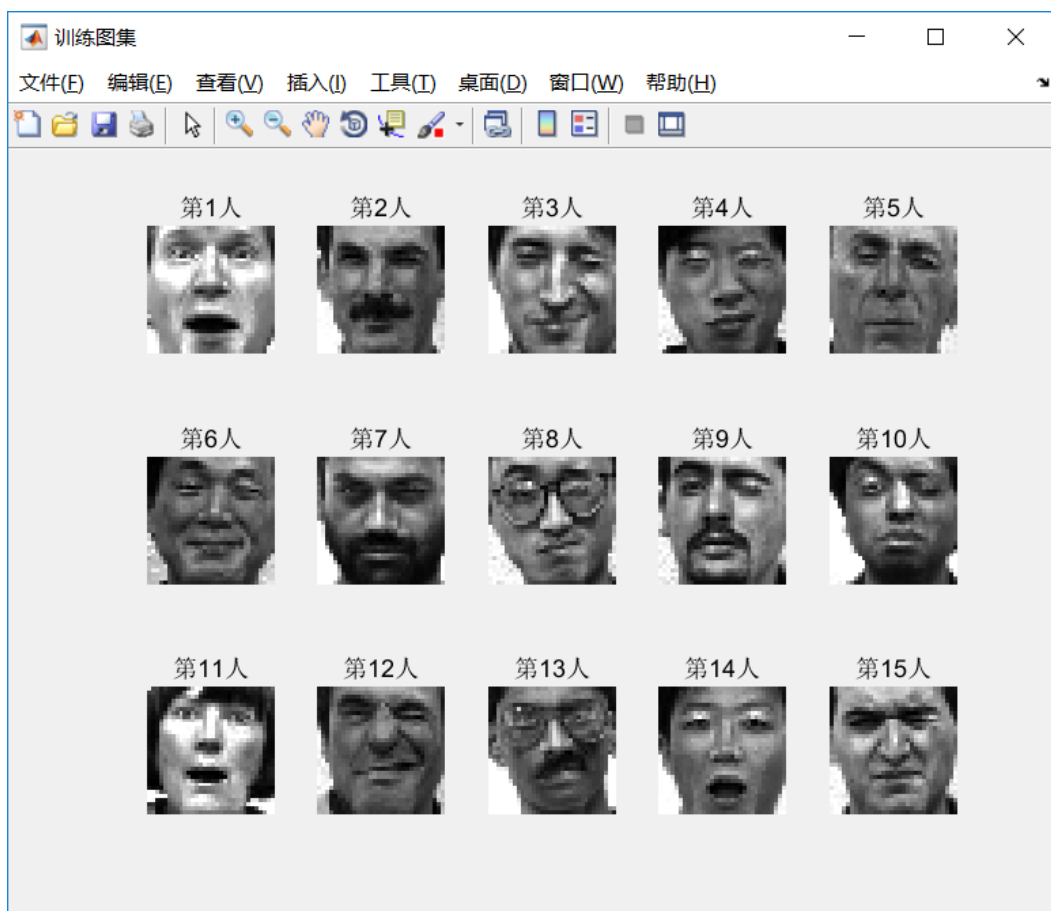 训练图集
文件(F) 编辑(E) 查看(V) 插入(I) 工具(T) 桌面(D) 窗口(W) 帮助(H)
第1人 第2人 第3人 第4人 第5人
第6人 第7人 第8人 第9人 第10人
第11人 第12人 第13人 第14人 第15人